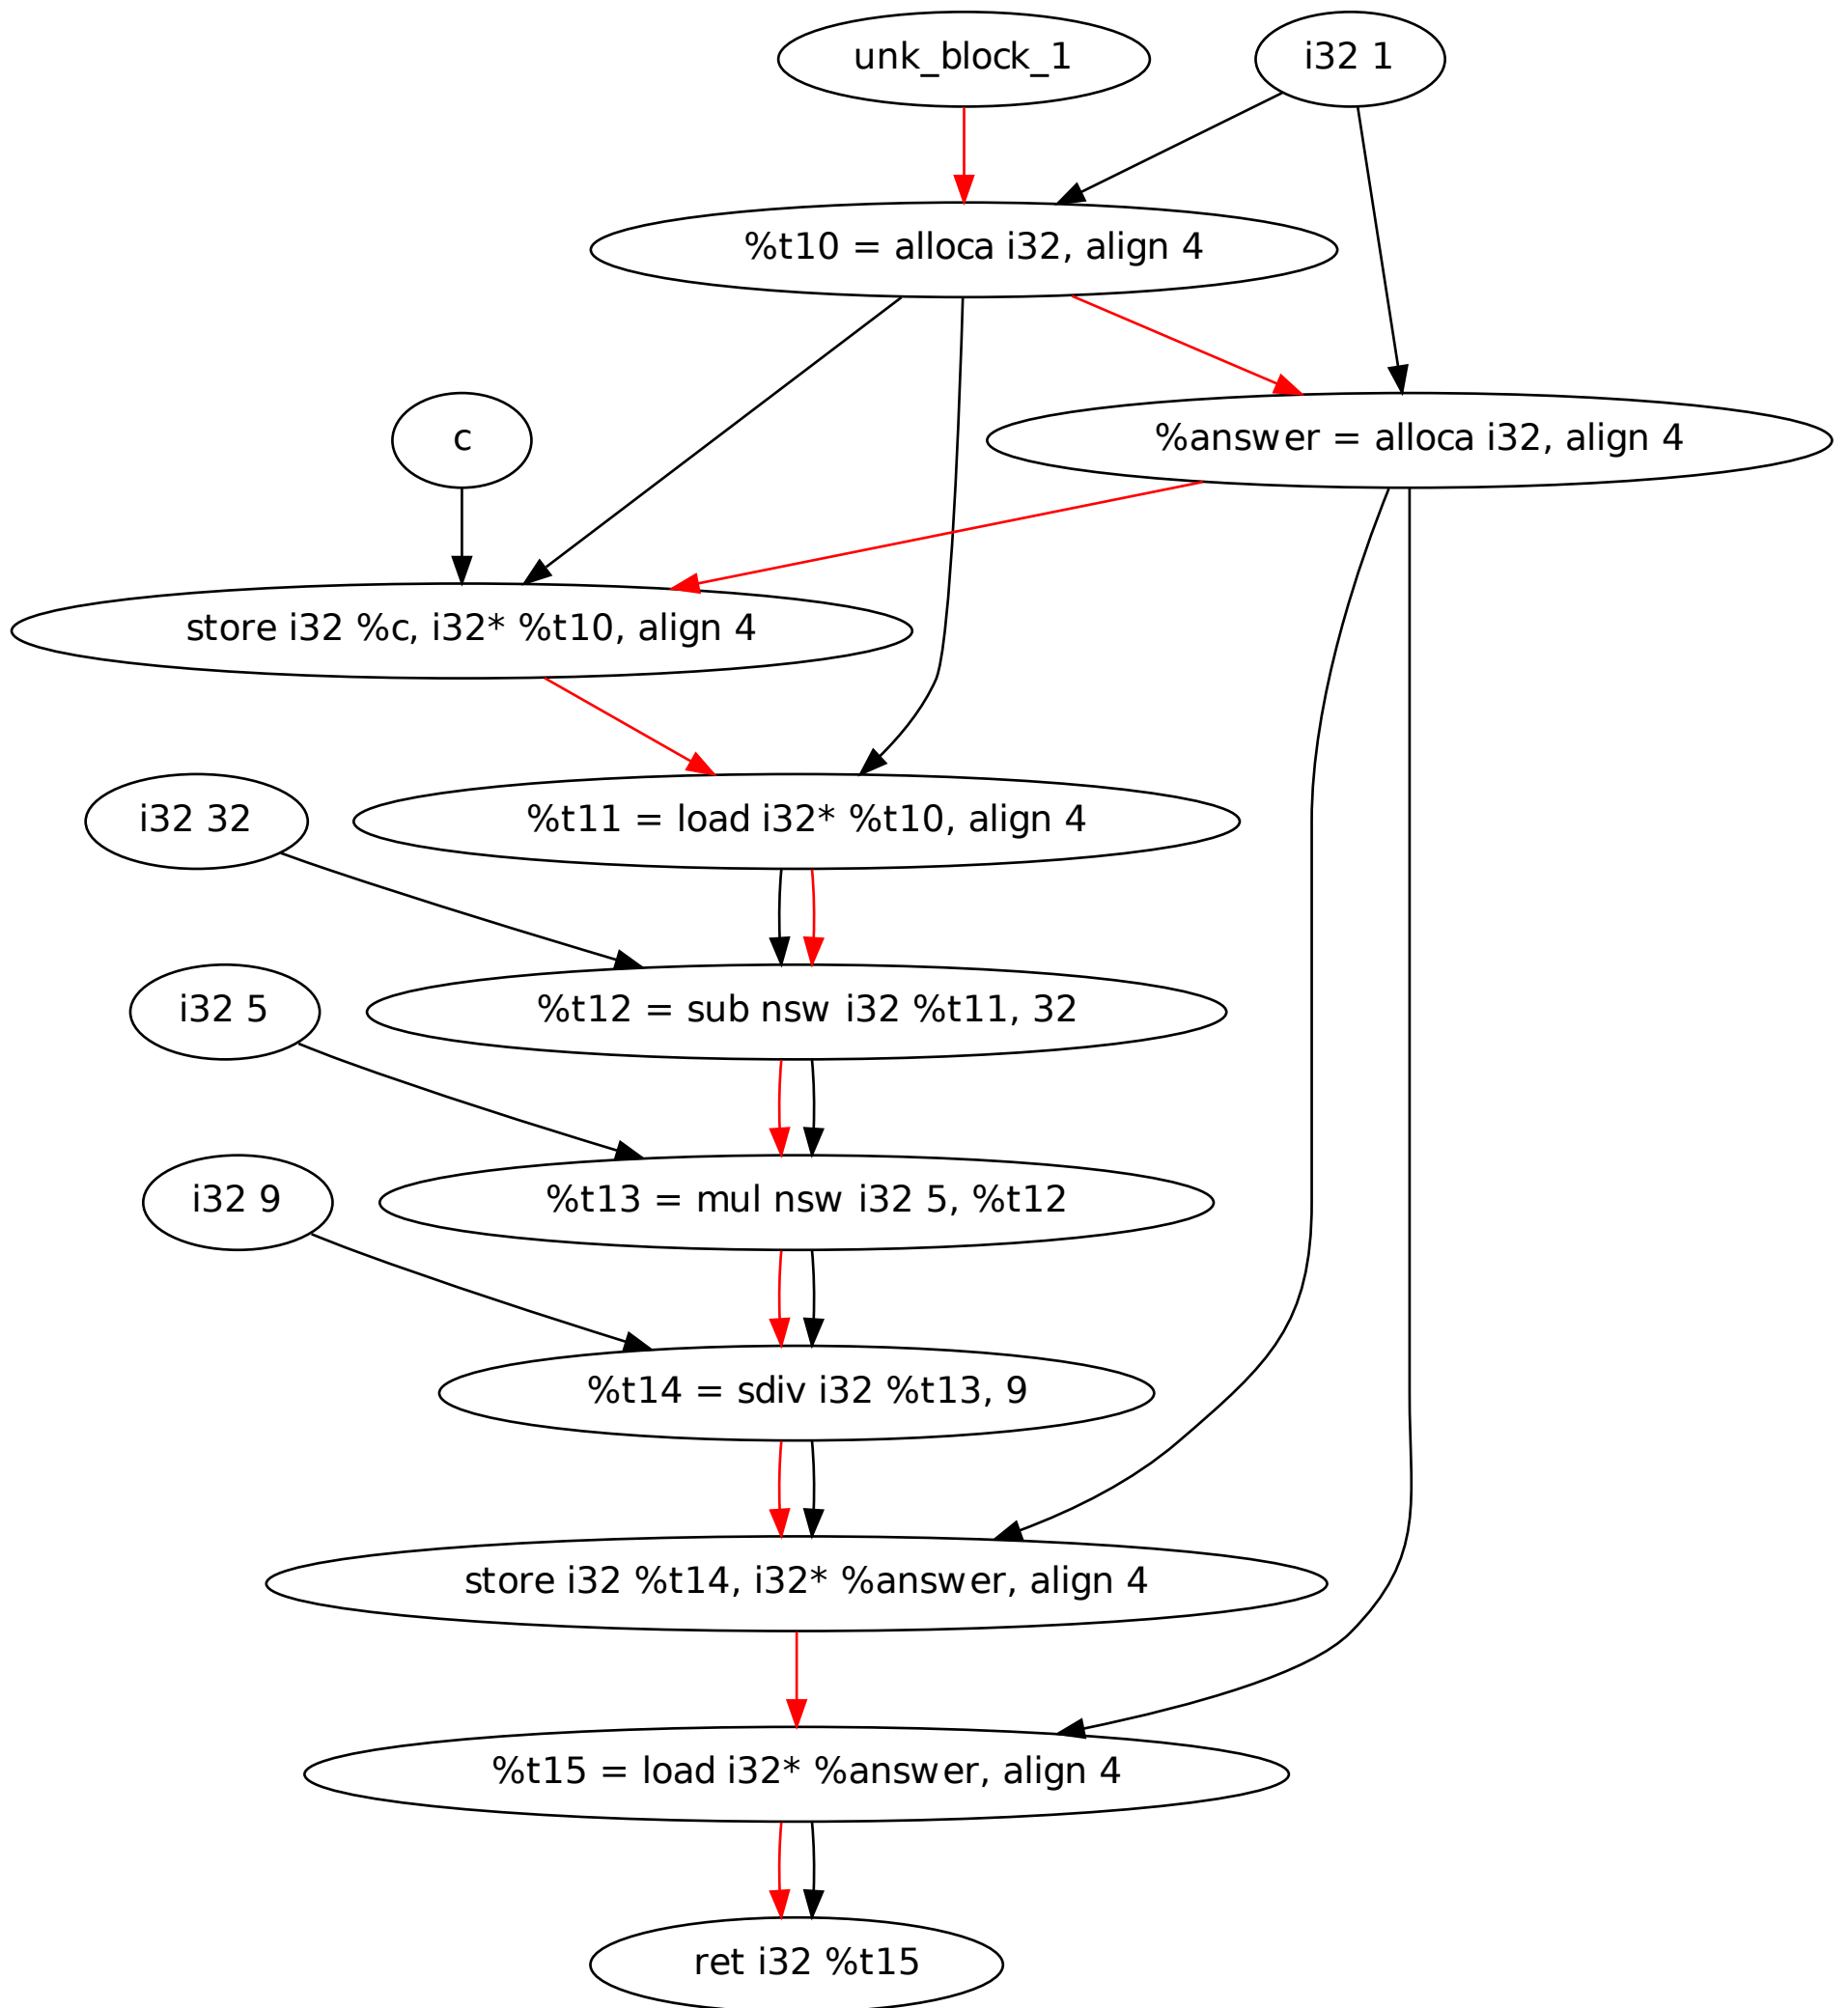 unk_block_1
i32 1
%t10 = alloca i32, align 4
c
%answer = alloca i32, align 4
store i32 %c, i32* %t10, align 4
i32 32
%t11 = load i32* %t10, align 4
i32 5
%t12 = sub nsw i32 %t11, 32
i32 9
%t13 = mul nsw i32 5, %t12
%t14 = sdiv i32 %t13, 9
store i32 %t14, i32* %answer, align 4
%t15 = load i32* %answer, align 4
ret i32 %t15